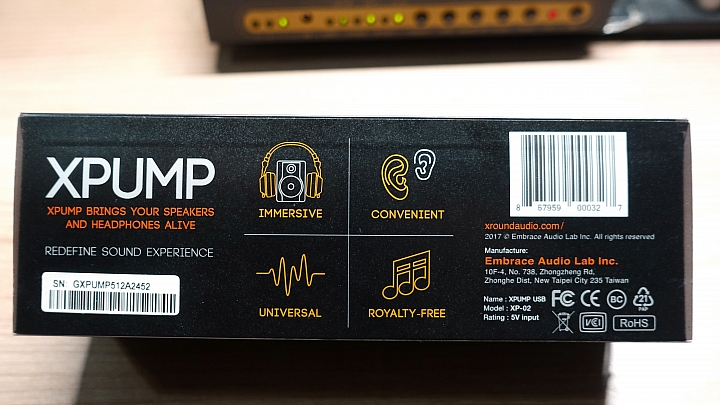 XPUMP
XPUMP BRINGS YOUR SPEAKERS
AND HEADPHONES ALIVE
REDEFINE SOUND EXPERIENCE
SN: GXPUMP512A2452
IMMERSIVE
CONVENIENT
UNIVERSAL
ROYALTY-FREE
8 67959 00032 7
xroundaudio.com/
2017 © Embrace Audio Lab Inc. All rights reserved
Manufacture:
Embrace Audio Lab Inc.
10F-4, No. 738, Zhongzheng Rd,
Zhonghe Dist, New Taipei City 235 Taiwan
Name : XPUMP USB
Model : XP-02
Rating : 5V input
FC CE BC 21
PAP
VCI RoHS